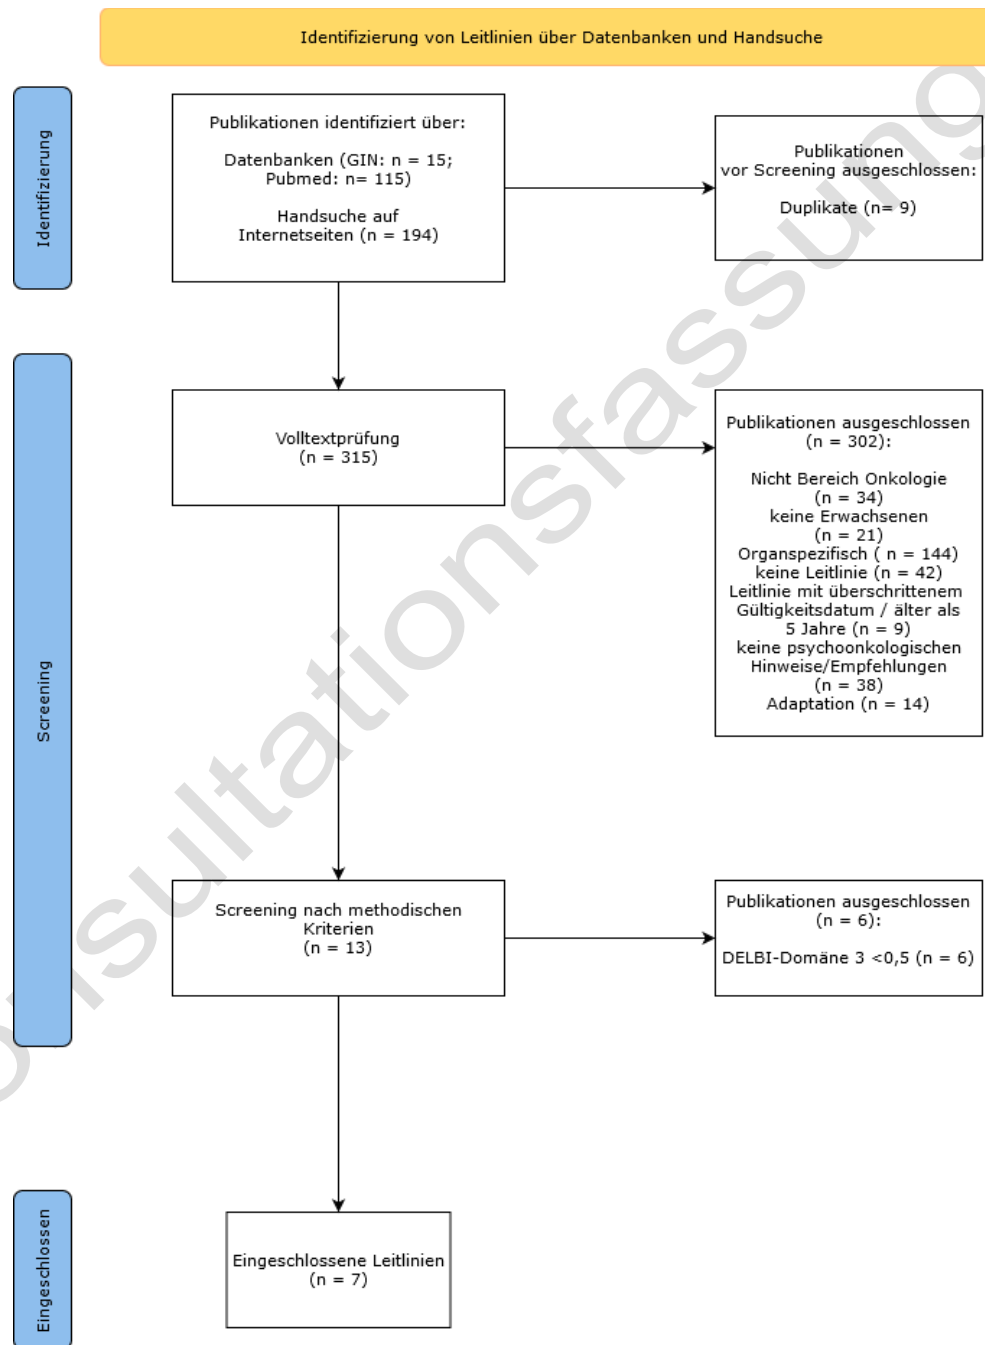 Identifizierung von Leitlinien über Datenbanken und Handsuche
Identifizierung
Publikationen identifiziert über:
Datenbanken (GIN: n = 15;
Pubmed: n= 115)
Handsuche auf
Internetseiten (n = 194)
Publikationen
vor Screening ausgeschlossen:
Duplikate (n= 9)
Screening
Volltextprüfung
(n = 315)
Publikationen ausgeschlossen
(n = 302):
Nicht Bereich Onkologie
(n = 34)
keine Erwachsenen
(n = 21)
Organspezifisch ( n = 144)
keine Leitlinie (n = 42)
Leitlinie mit überschrittenem
Gültigkeitsdatum / älter als
5 Jahre (n = 9)
keine psychoonkologischen
Hinweise/Empfehlungen
(n = 38)
Adaptation (n = 14)
Screening nach methodischen
Kriterien
(n = 13)
Publikationen ausgeschlossen
(n = 6):
DELBI-Domäne 3 <0,5 (n = 6)
Eingeschlossen
Eingeschlossene Leitlinien
(n = 7)
onsultationsfassung